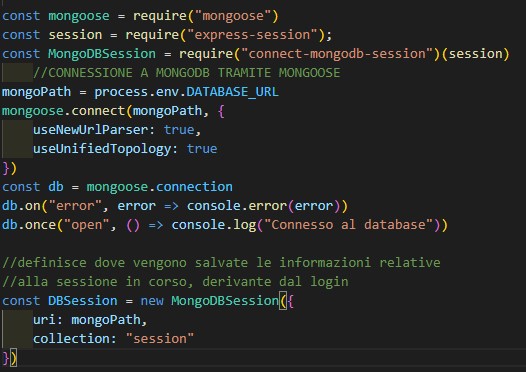 const mongoose = require("mongoose")
const session = require("express-session");
const MongoDBSession = require("connect-mongodb-session")(session)
    //CONNESSIONE A MONGODB TRAMITE MONGOOSE
mongoPath = process.env.DATABASE_URL
mongoose.connect(mongoPath, {
    useNewUrlParser: true,
    useUnifiedTopology: true
})
const db = mongoose.connection
db.on("error", error => console.error(error))
db.once("open", () => console.log("Connesso al database"))

//definisce dove vengono salvate le informazioni relative
//alla sessione in corso, derivante dal login
const DBSession = new MongoDBSession({
    uri: mongoPath,
    collection: "session"
})